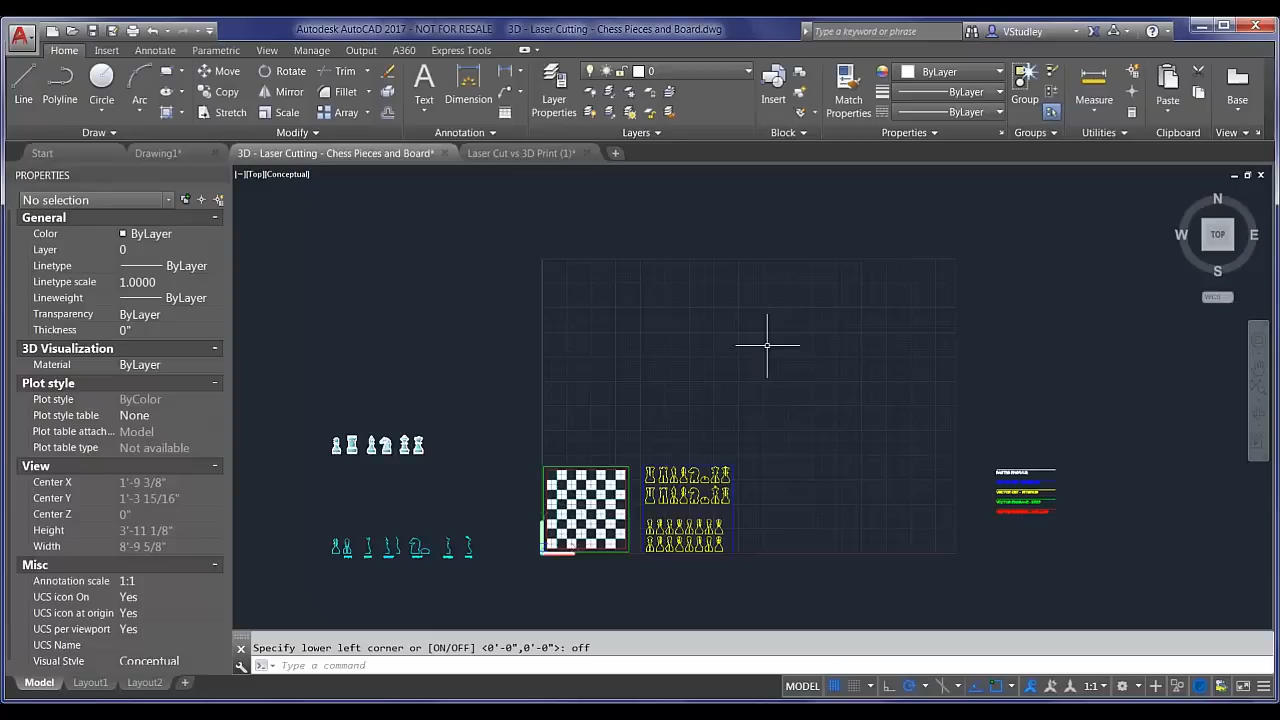 Autodesk AutoCAD 2017 - NOT FOR RESALE 3D - Laser Cutting - Chess Pieces and Board.dwg Type a keyword or phrase VStudley
Home Insert Annotate Parametric View Manage Output A360 Express Tools
Line Polyline Circle Arc Move Copy Stretch Rotate Mirror Scale Trim Fillet Array Text Dimension Layer Properties 0 Insert Match Properties ByLayer ByLayer ByLayer Group Measure Paste Base
Draw Modify Annotation Layers Block Properties Groups Utilities Clipboard View
Start Drawing1* 3D - Laser Cutting - Chess Pieces and Board* Laser Cut vs 3D Print (1)*
PROPERTIES
[−][Top][Conceptual]
No selection
General
Color ByLayer
Layer 0
Linetype ByLayer
Linetype scale 1.0000
Lineweight ByLayer
Transparency ByLayer
Thickness 0"
3D Visualization
Material ByLayer
Plot style
Plot style ByColor
Plot style table None
Plot table attach... Model
Plot table type Not available
View
Center X 1'-9 3/8"
Center Y 1'-3 15/16"
Center Z 0"
Height 3'-11 1/8"
Width 8'-9 5/8"
Misc
Annotation scale 1:1
UCS icon On Yes
UCS icon at origin Yes
UCS per viewport Yes
UCS Name
Visual Style Conceptual
N
W TOP E
S
WCS
Specify lower left corner or [ON/OFF] <0'-0",0'-0">: off
Type a command
Model Layout1 Layout2 +
MODEL 1:1